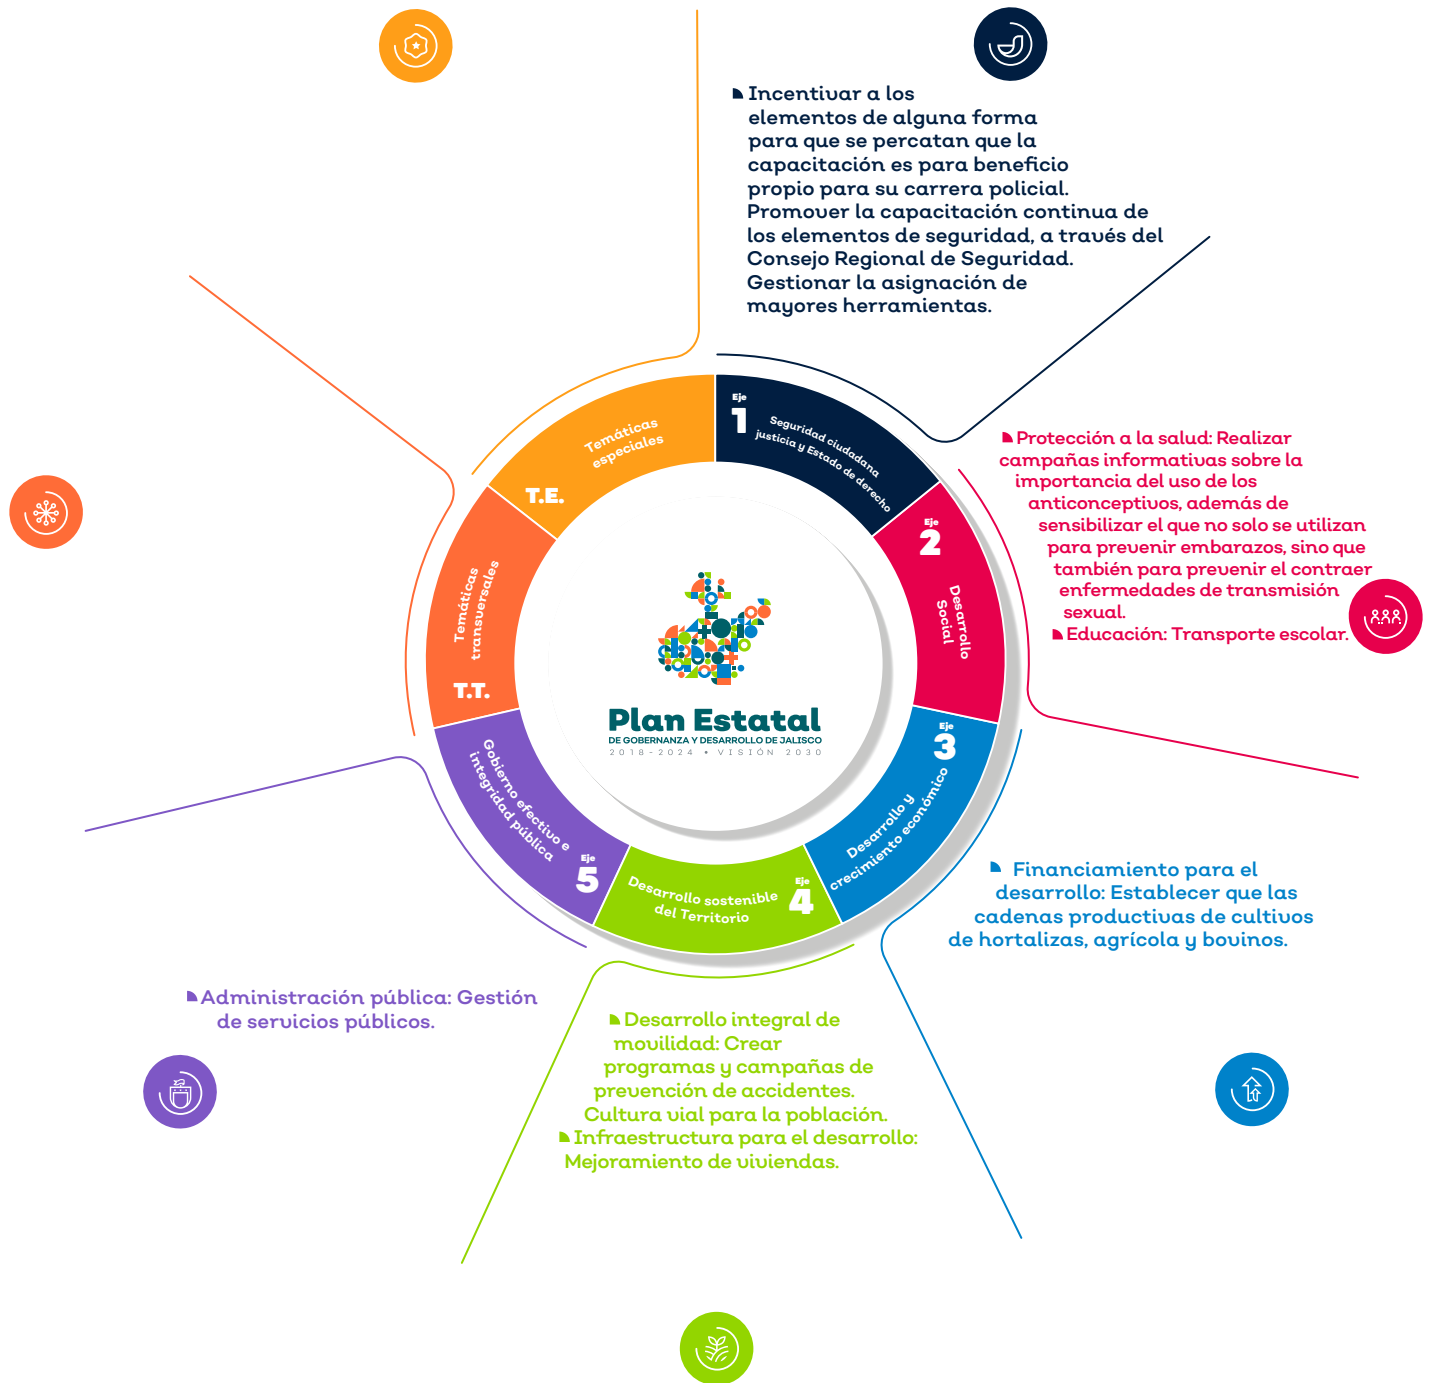 Incentivar a los
elementos de alguna forma
para que se percatan que la
capacitación es para beneficio
propio para su carrera policial.
Promover la capacitación continua de
los elementos de seguridad, a través del
Consejo Regional de Seguridad.
Gestionar la asignación de
mayores herramientas.
Eje
1
Seguridad ciudadana
justicia y Estado de derecho
Temáticas
especiales
T.E.
Protección a la salud: Realizar
campañas informativas sobre la
importancia del uso de los
anticonceptivos, además de
sensibilizar el que no solo se utilizan
para prevenir embarazos, sino que
también para prevenir el contraer
enfermedades de transmisión
sexual.
Educación: Transporte escolar.
Eje
2
Desarrollo
Social
Temáticas
transversales
T.T.
Plan Estatal
DE GOBERNANZA Y DESARROLLO DE JALISCO
2018-2024 • VISIÓN 2030
Eje
3
Desarrollo y
crecimiento económico
Gobierno efectivo e
integridad pública
Eje
5
Desarrollo sostenible
del Territorio
Eje
4
Financiamiento para el
desarrollo: Establecer que las
cadenas productivas de cultivos
de hortalizas, agrícola y bovinos.
Administración pública: Gestión
de servicios públicos.
Desarrollo integral de
movilidad: Crear
programas y campañas de
prevención de accidentes.
Cultura vial para la población.
Infraestructura para el desarrollo:
Mejoramiento de viviendas.